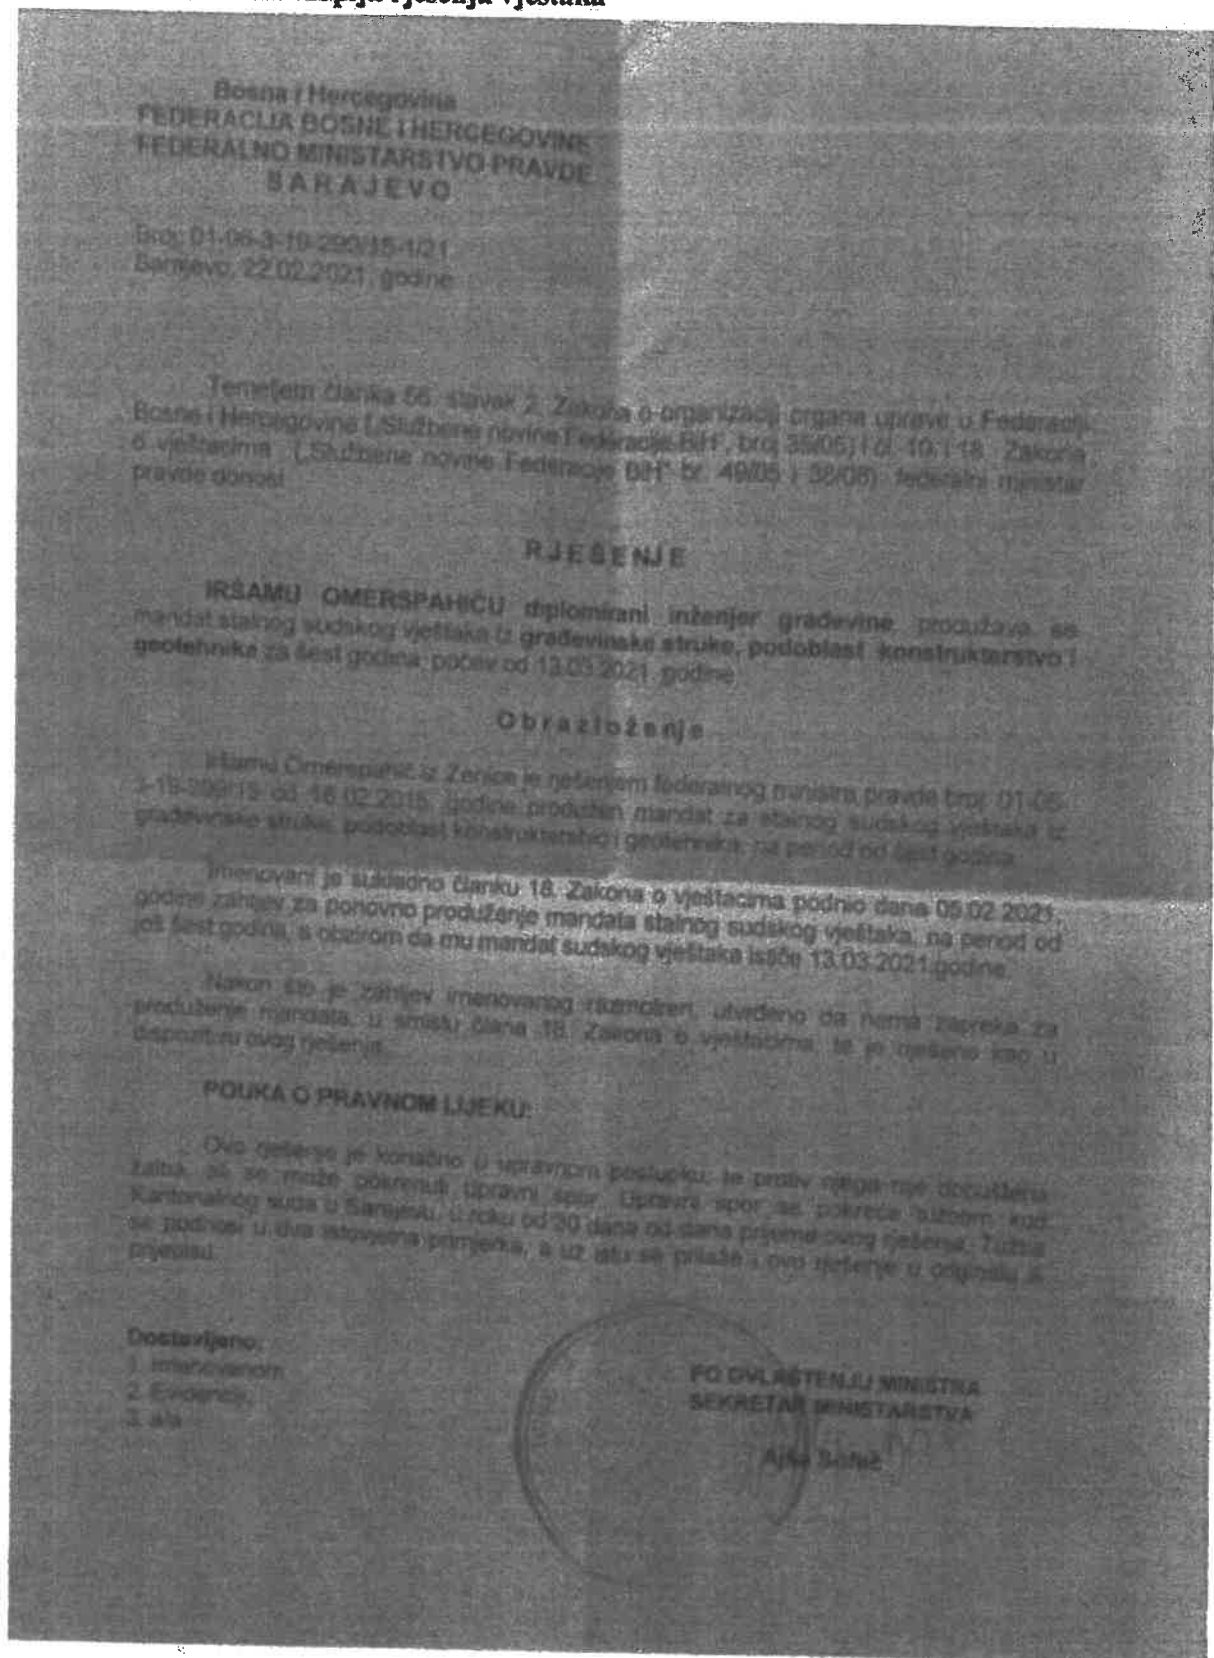 rješenja vještaka
Bosna i Hercegovina
FEDERACIJA BOSNE I HERCEGOVINE
FEDERALNO MINISTARSTVO PRAVDE
SARAJEVO
Broj: 01-06-3-19-290/15-1/21
Sarajevo, 22.02.2021. godine
Temeljem članka 56. stavak 2. Zakona o organizaciji organa uprave u Federaciji
Bosne i Hercegovine („Službene novine Federacije BiH“, broj 35/05) i čl. 10. i 18. Zakona
o vještacima („Službene novine Federacije BiH“ br. 49/05 i 38/08) federalni ministar
pravde donosi
RJEŠENJE
IRŠAMU OMERSPAHIĆU diplomirani inženjer građevine, produžava se
mandat stalnog sudskog vještaka iz građevinske struke, podoblast konstrukterstvo i
geotehnika za šest godina, počev od 13.03.2021. godine.
Obrazloženje
Iršamu Omerspahić iz Zenice je rješenjem federalnog ministra pravde broj: 01-06-
od 16.02.2015. godine produžen mandat za stalnog sudskog vještaka iz
građevinske struke, podoblast konstrukterstvo i geotehnika, na period od šest godina.
Imenovani je sukladno članku 18. Zakona o vještacima podnio dana 05.02.2021.
godine zahtjev za ponovno produženje mandata stalnog sudskog vještaka, na period od
još šest godina, s obzirom da mu mandat sudskog vještaka ističe 13.03.2021.godine.
Nakon što je zahtjev imenovanog razmotren, utvrđeno da nema zapreka za
produženje mandata, u smislu člana 18. Zakona o vještacima, te je riješeno kao u
dispozitivu ovog rješenja.
POUKA O PRAVNOM LIJEKU:
Ovo rješenje je konačno u upravnom postupku, te protiv njega nije dopuštena
žalba, ali se može pokrenuti upravni spor. Upravni spor se pokreće tužbom kod
Kantonalnog suda u Sarajevu, u roku od 30 dana od dana prijema ovog rješenja. Tužba
se podnosi u dva istovjetna primjerka, a uz istu se prilaže i ovo rješenje u originalu ili
prijepisu.
Dostavljeno:
1. Imenovanom
2. Evidenciji,
3. a/a
PO OVLAŠTENJU MINISTRA
SEKRETAR MINISTARSTVA